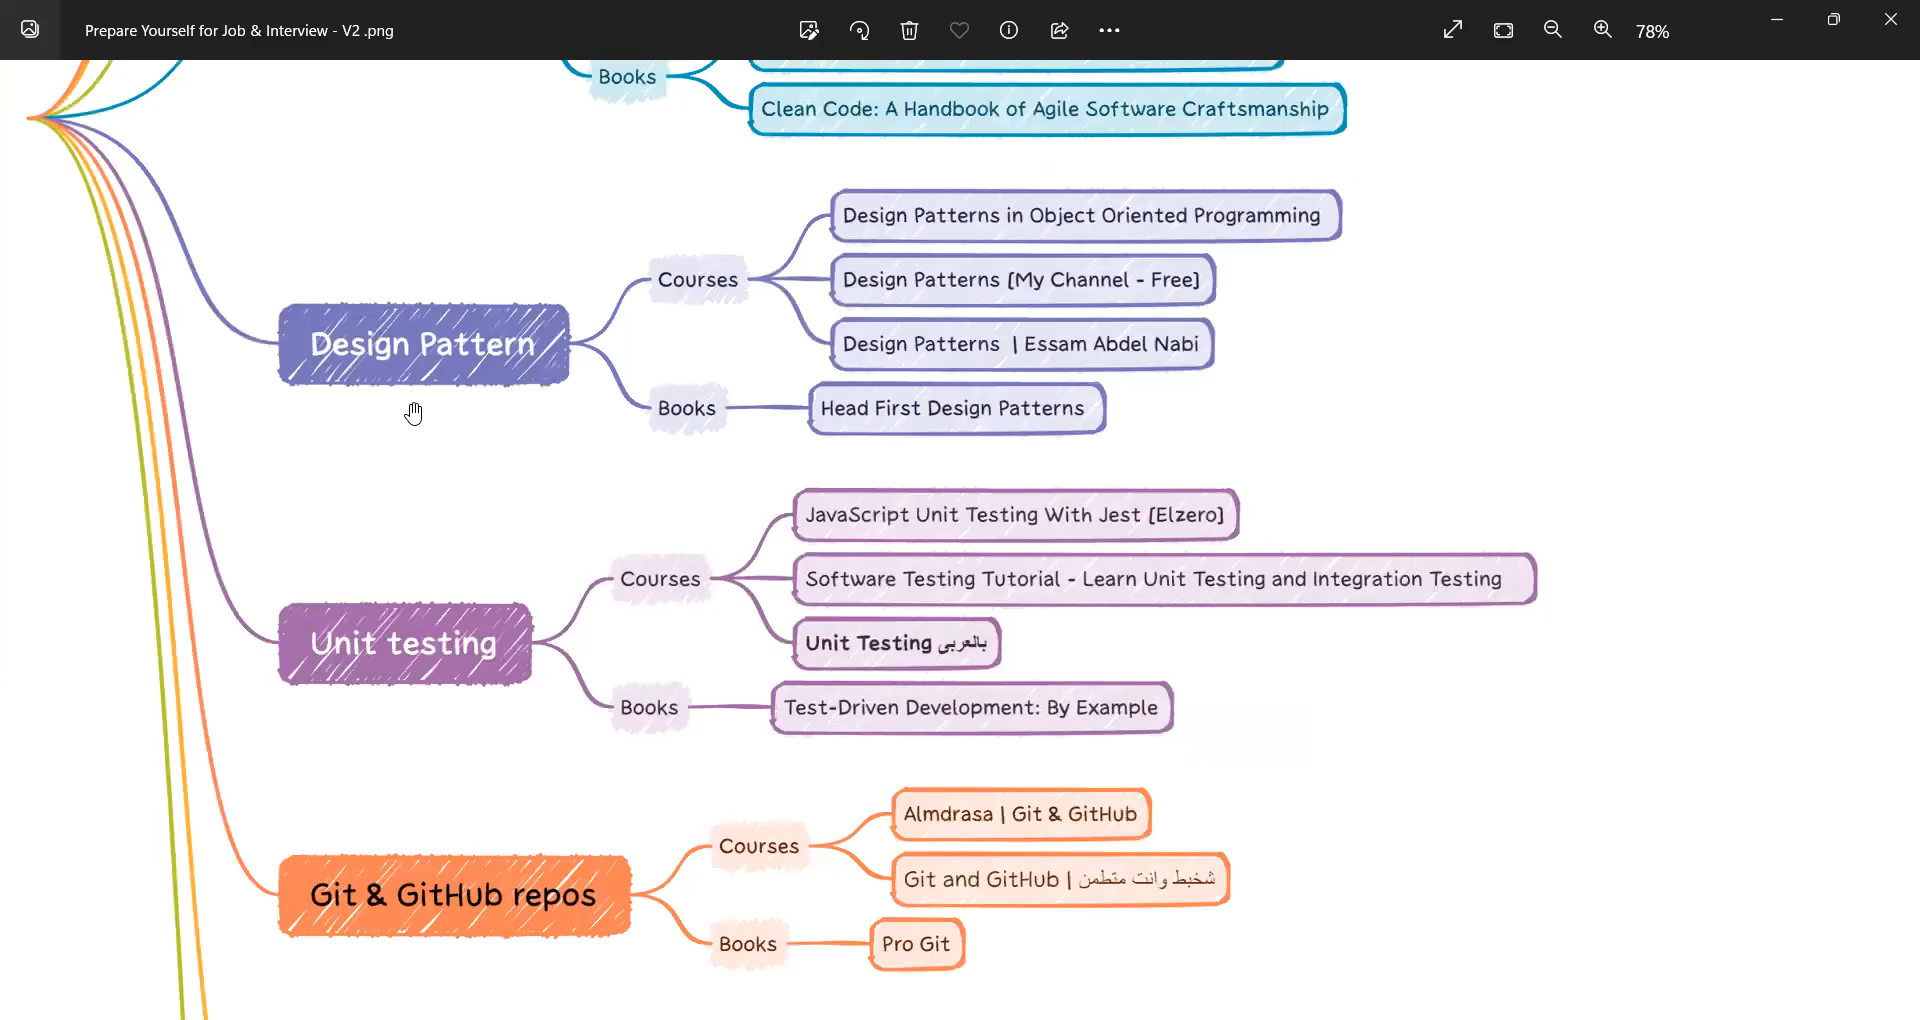 Prepare Yourself for Job & Interview - V2 .png
78%
Books
Clean Code: A Handbook of Agile Software Craftsmanship
Design Pattern
Courses
Design Patterns in Object Oriented Programming
Design Patterns [My Channel - Free]
Design Patterns | Essam Abdel Nabi
Books
Head First Design Patterns
Unit testing
Courses
JavaScript Unit Testing With Jest [Elzero]
Software Testing Tutorial - Learn Unit Testing and Integration Testing
Unit Testing بالعربى
Books
Test-Driven Development: By Example
Git & GitHub repos
Courses
Almdrasa | Git & GitHub
Git and GitHub | شخبط وانت متطمن
Books
Pro Git